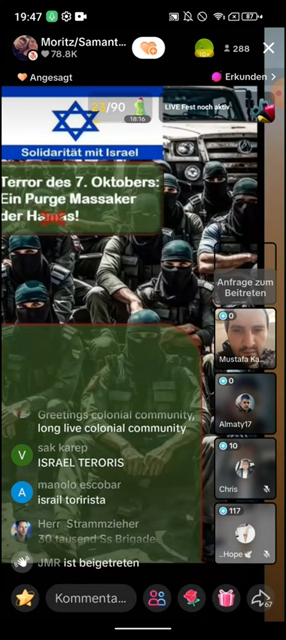 19:47
83%
Moritz/Samant...
78.8K
10+
288
Angesagt
Erkunden >
/90
18:16
LIVE Fest noch aktiv
Solidarität mit Israel
Terror des 7. Oktobers:
Ein Purge Massaker
der Hamas!
Anfrage zum
Beitreten
0
Mustafa Ka...
0
Almaty17
10
Chris
117
...Hope
Greetings colonial community,
long live colonial community
V
sak karep
ISRAEL TERORIS
A
manolo escobar
israil torirista
Herr Strammzieher
30 tausend Ss Brigade-
JMR ist beigetreten
Kommenta...
67